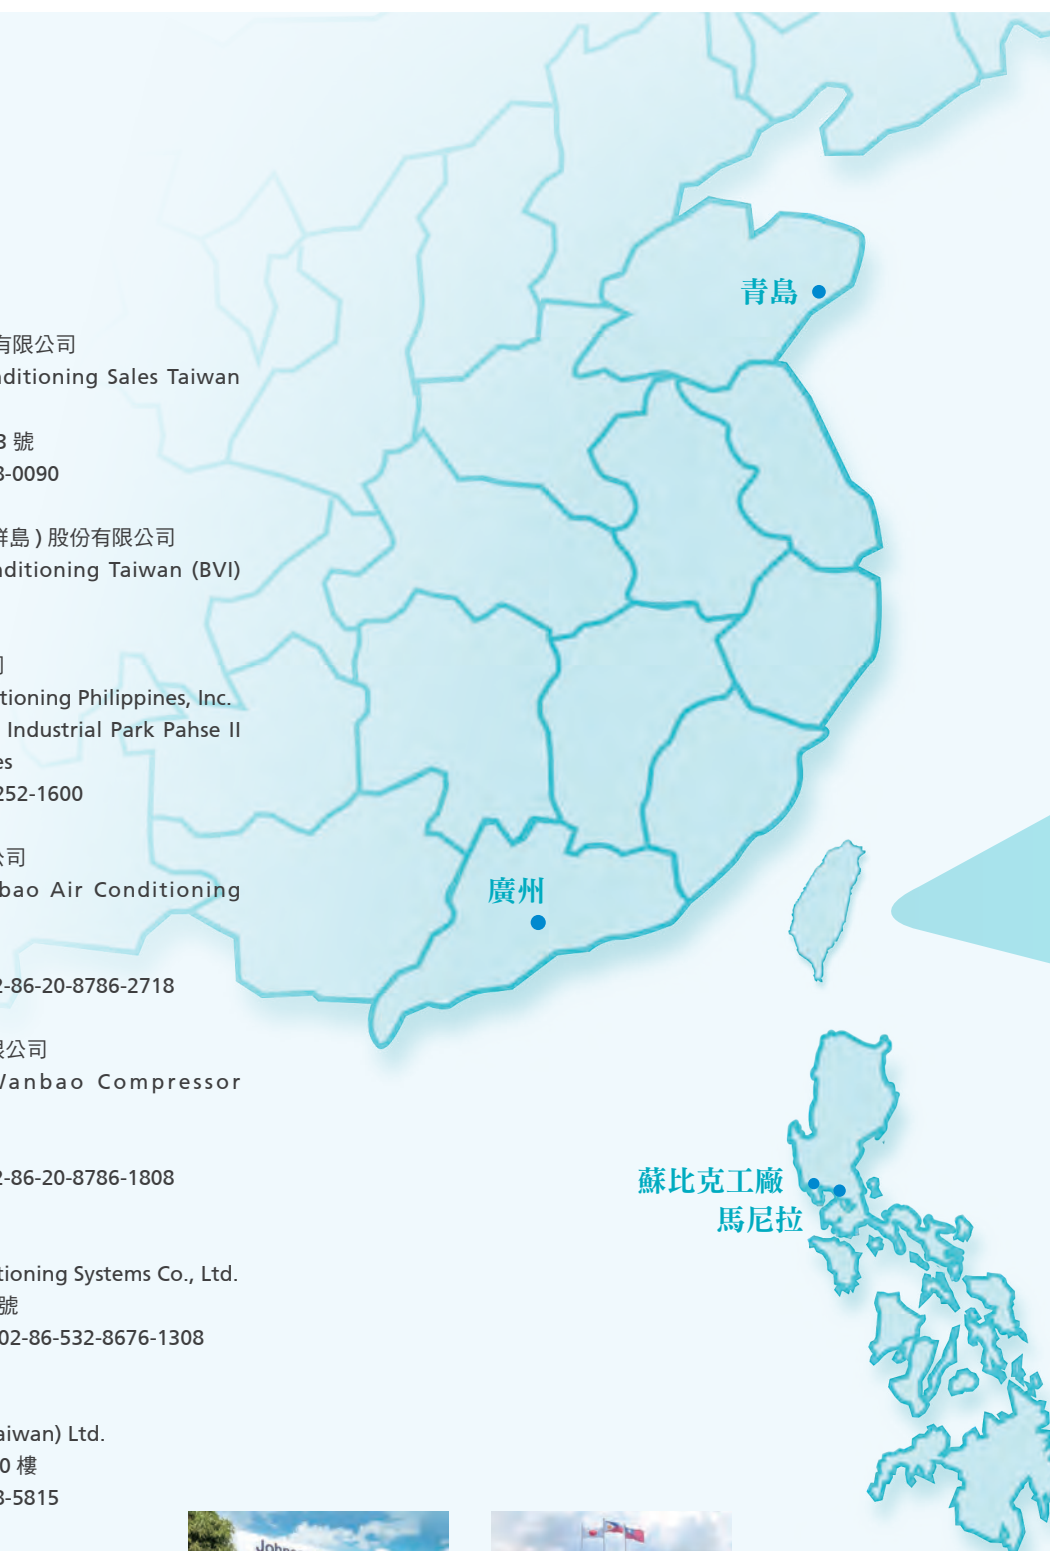 有限公司
nditioning Sales Taiwan
3 號
3-0090
群島 ) 股份有限公司
nditioning Taiwan (BVI)
司
tioning Philippines, Inc.
Industrial Park Pahse II
es
252-1600
公司
bao Air Conditioning
2-86-20-8786-2718
限公司
Wanbao Compressor
2-86-20-8786-1808
tioning Systems Co., Ltd.
號
02-86-532-8676-1308
aiwan) Ltd.
0 樓
3-5815
青島
廣州
蘇比克工廠
馬尼拉